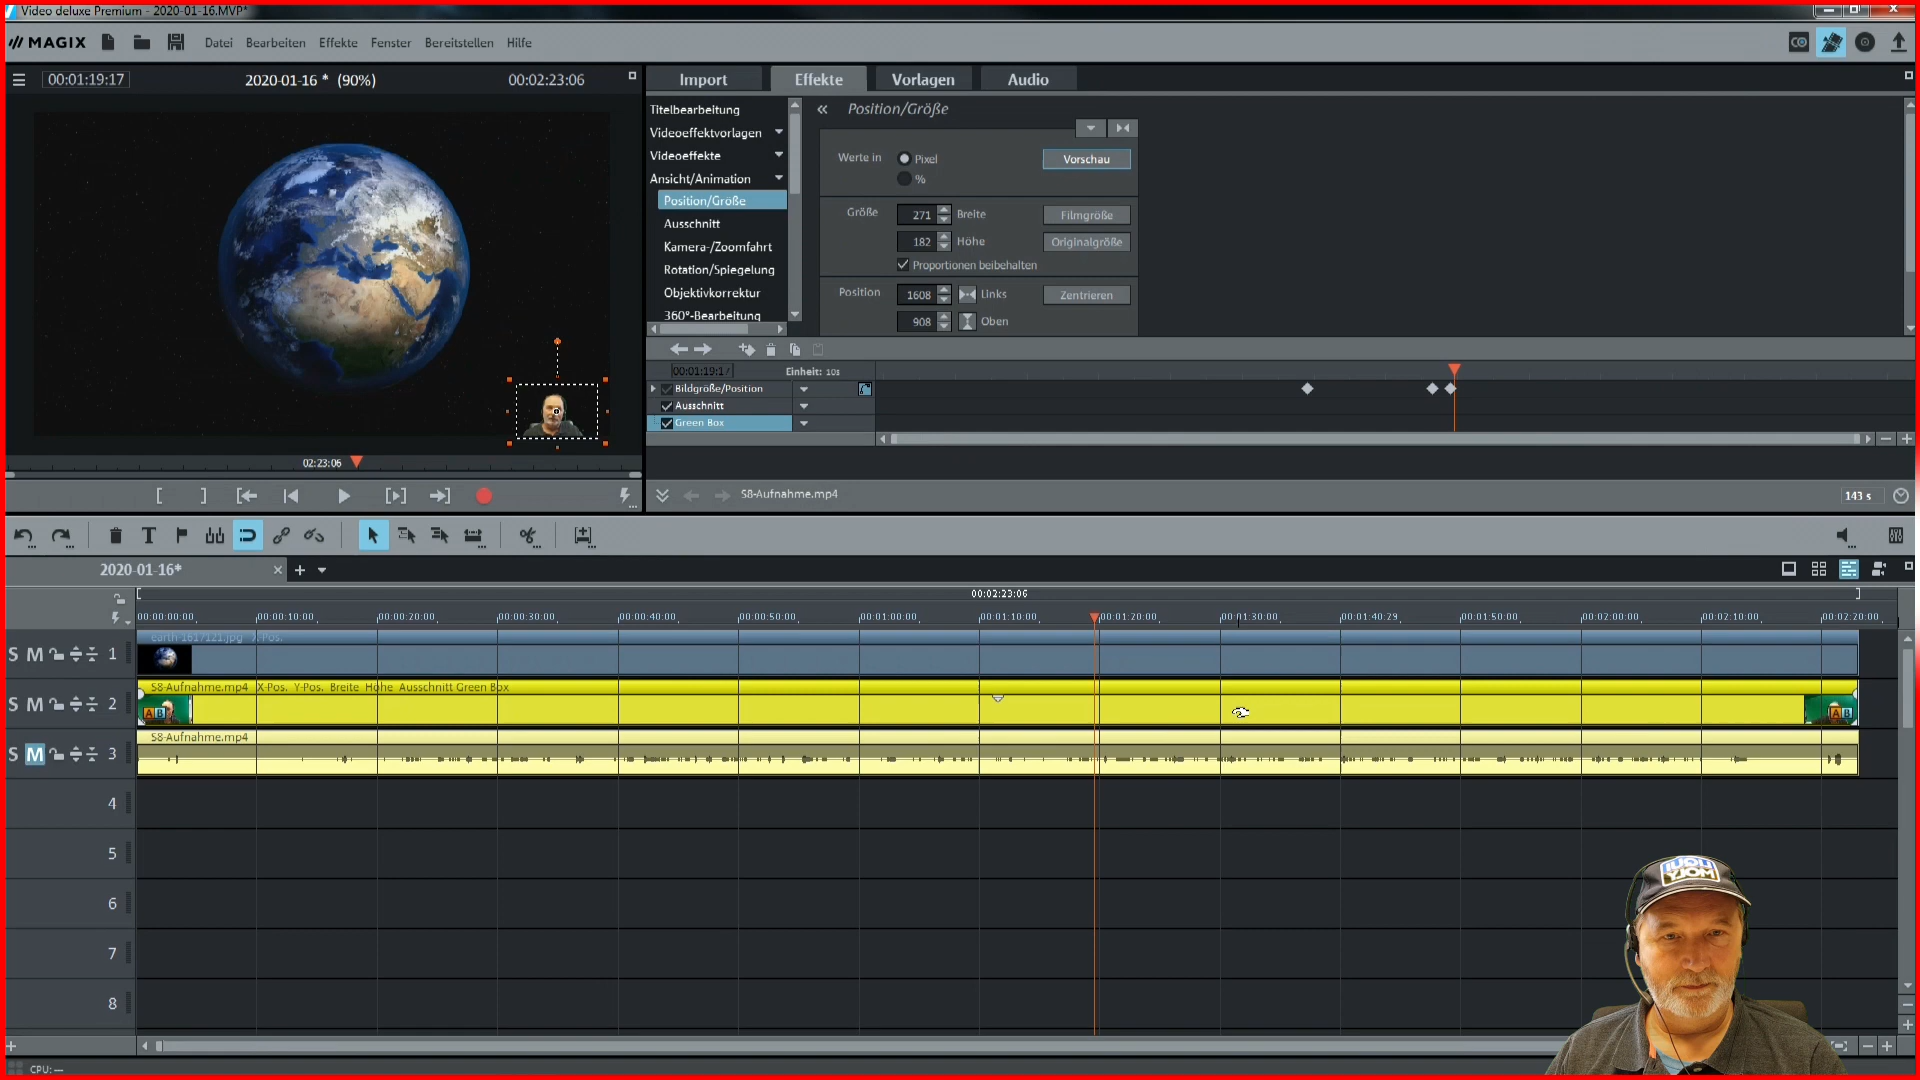 Video deluxe Premium - 2020-01-16.MVP*
MAGIX
Datei
Bearbeiten
Effekte
Fenster
Bereitstellen
Hilfe
00:01:19:17
2020-01-16 * (90%)
00:02:23:06
Import
Effekte
Vorlagen
Audio
Titelbearbeitung
Videoeffektvorlagen
Videoeffekte
Ansicht/Animation
Position/Größe
Ausschnitt
Kamera-/Zoomfahrt
Rotation/Spiegelung
Objektivkorrektur
360°-Bearbeitung
Position/Größe
Werte in
Pixel
%
Vorschau
Größe
271
Breite
Filmgröße
182
Höhe
Originalgröße
Proportionen beibehalten
Position
1608
Links
Zentrieren
908
Oben
00:01:19:17
Einheit: 10s
Bildgröße/Position
Ausschnitt
Green Box
02:23:06
S8-Aufnahme.mp4
143 s
2020-01-16*
00:02:23:06
00:00:00:00
00:00:10:00
00:00:20:00
00:00:30:00
00:00:40:00
00:00:50:00
00:01:00:00
00:01:10:00
00:01:20:00
00:01:30:00
00:01:40:29
00:01:50:00
00:02:00:00
00:02:10:00
00:02:20:00
S M 1
earth-1617121.jpg
S M 2
S8-Aufnahme.mp4 X-Pos. Y-Pos. Breite Höhe Ausschnitt Green Box
AB
AB
S M 3
S8-Aufnahme.mp4
4
5
6
7
8
LIQUI
MOLY
CPU: —